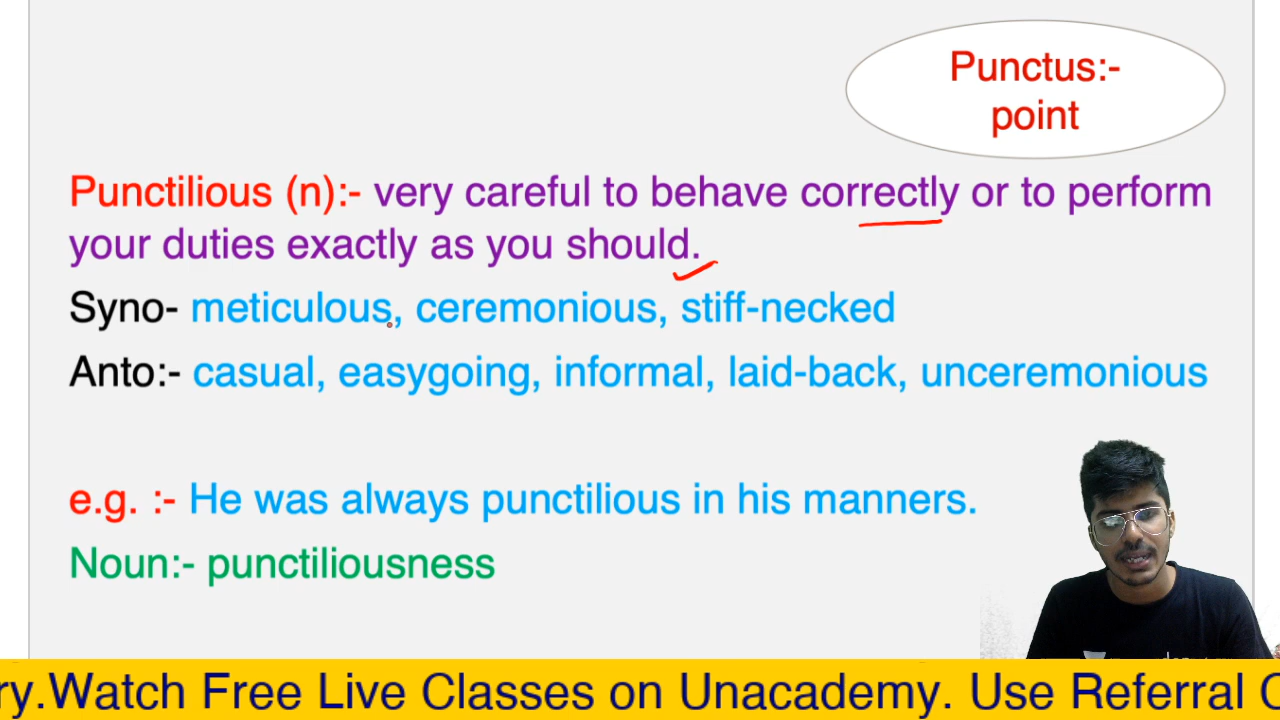 Punctus:-
point
Punctilious (n):- very careful to behave correctly or to perform
your duties exactly as you should.
Syno- meticulous, ceremonious, stiff-necked
Anto:- casual, easygoing, informal, laid-back, unceremonious
e.g. :- He was always punctilious in his manners.
Noun:- punctiliousness
ry.Watch Free Live Classes on Unacademy. Use Referral C